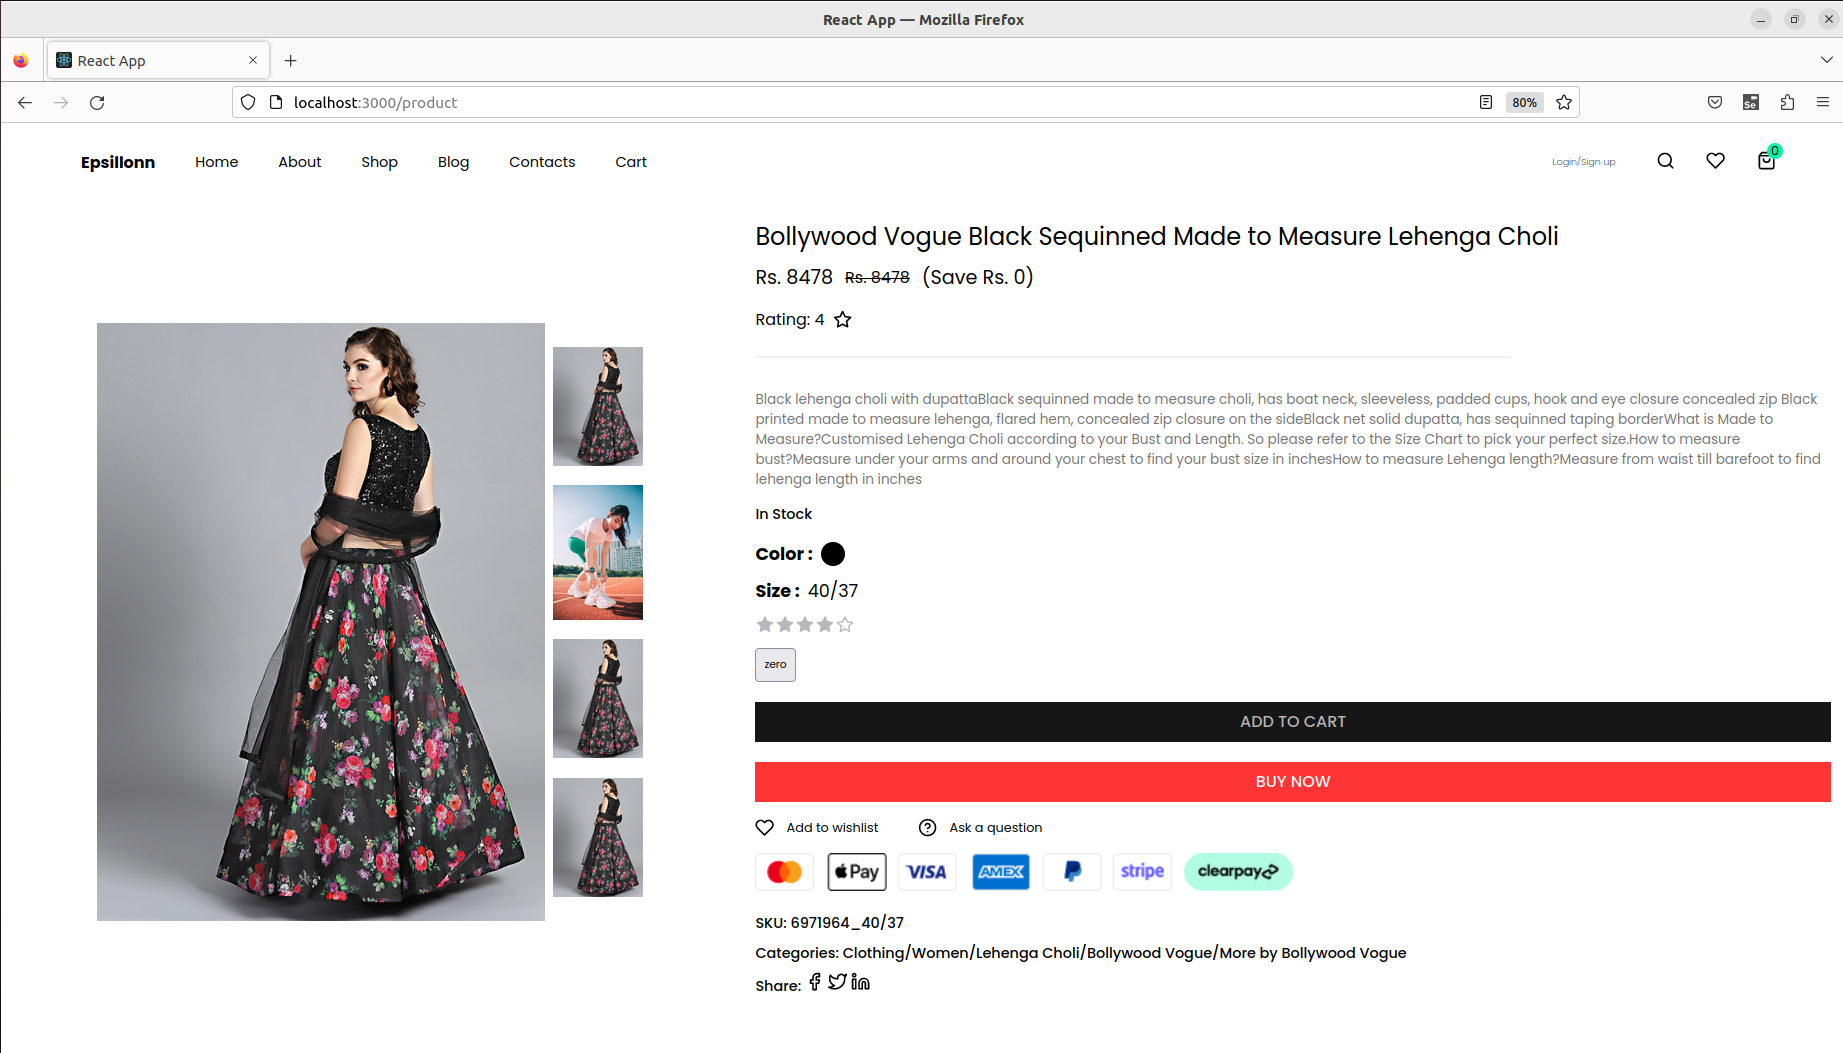 React App — Mozilla Firefox
React App
localhost:3000/product
80%
Se
Epsillonn Home About Shop Blog Contacts Cart
Login/Sign up
0
Bollywood Vogue Black Sequinned Made to Measure Lehenga Choli
Rs. 8478 Rs. 8478 (Save Rs. 0)
Rating: 4
Black lehenga choli with dupattaBlack sequinned made to measure choli, has boat neck, sleeveless, padded cups, hook and eye closure concealed zip Black
printed made to measure lehenga, flared hem, concealed zip closure on the sideBlack net solid dupatta, has sequinned taping borderWhat is Made to
Measure?Customised Lehenga Choli according to your Bust and Length. So please refer to the Size Chart to pick your perfect size.How to measure
bust?Measure under your arms and around your chest to find your bust size in inchesHow to measure Lehenga length?Measure from waist till barefoot to find
lehenga length in inches
In Stock
Color :
Size : 40/37
zero
ADD TO CART
BUY NOW
Add to wishlist Ask a question
Pay VISA AMEX stripe clearpay
SKU: 6971964_40/37
Categories: Clothing/Women/Lehenga Choli/Bollywood Vogue/More by Bollywood Vogue
Share: